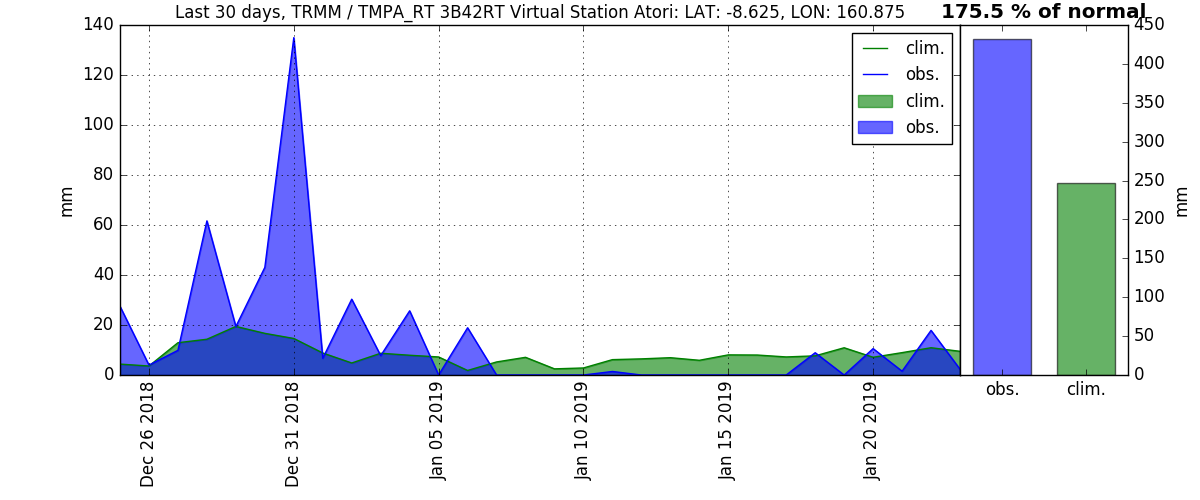 Last 30 days, TRMM / TMPA_RT 3B42RT Virtual Station Atori: LAT: -8.625, LON: 160.875
175.5 % of normal
clim.
obs.
clim.
obs.
mm
140
120
100
80
60
40
20
0
Dec 26 2018
Dec 31 2018
Jan 05 2019
Jan 10 2019
Jan 15 2019
Jan 20 2019
450
400
350
300
250
200
150
100
50
0
mm
obs.
clim.